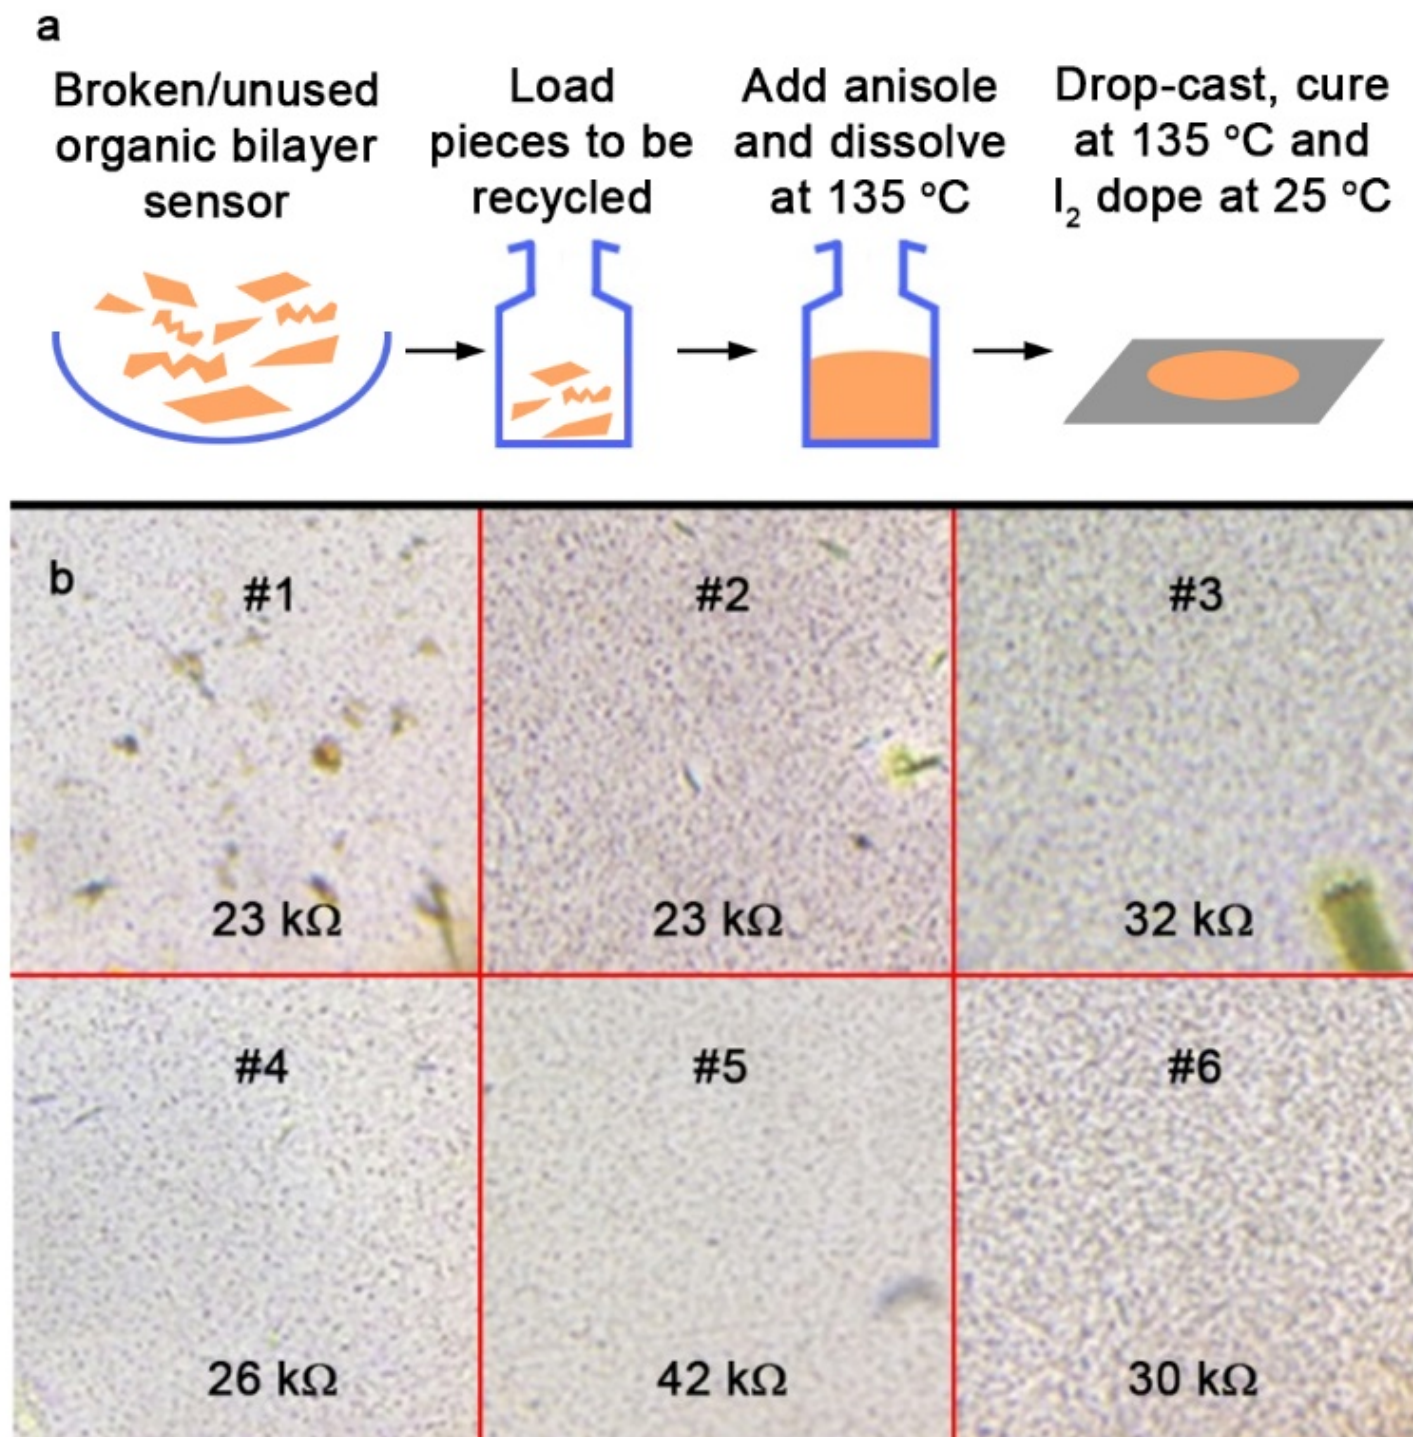 a
Broken/unused
organic bilayer
sensor
Load
pieces to be
recycled
Add anisole
and dissolve
at 135 °C
Drop-cast, cure
at 135 °C and
I₂ dope at 25 °C
b
#1
23 kΩ
#2
23 kΩ
#3
32 kΩ
#4
26 kΩ
#5
42 kΩ
#6
30 kΩ